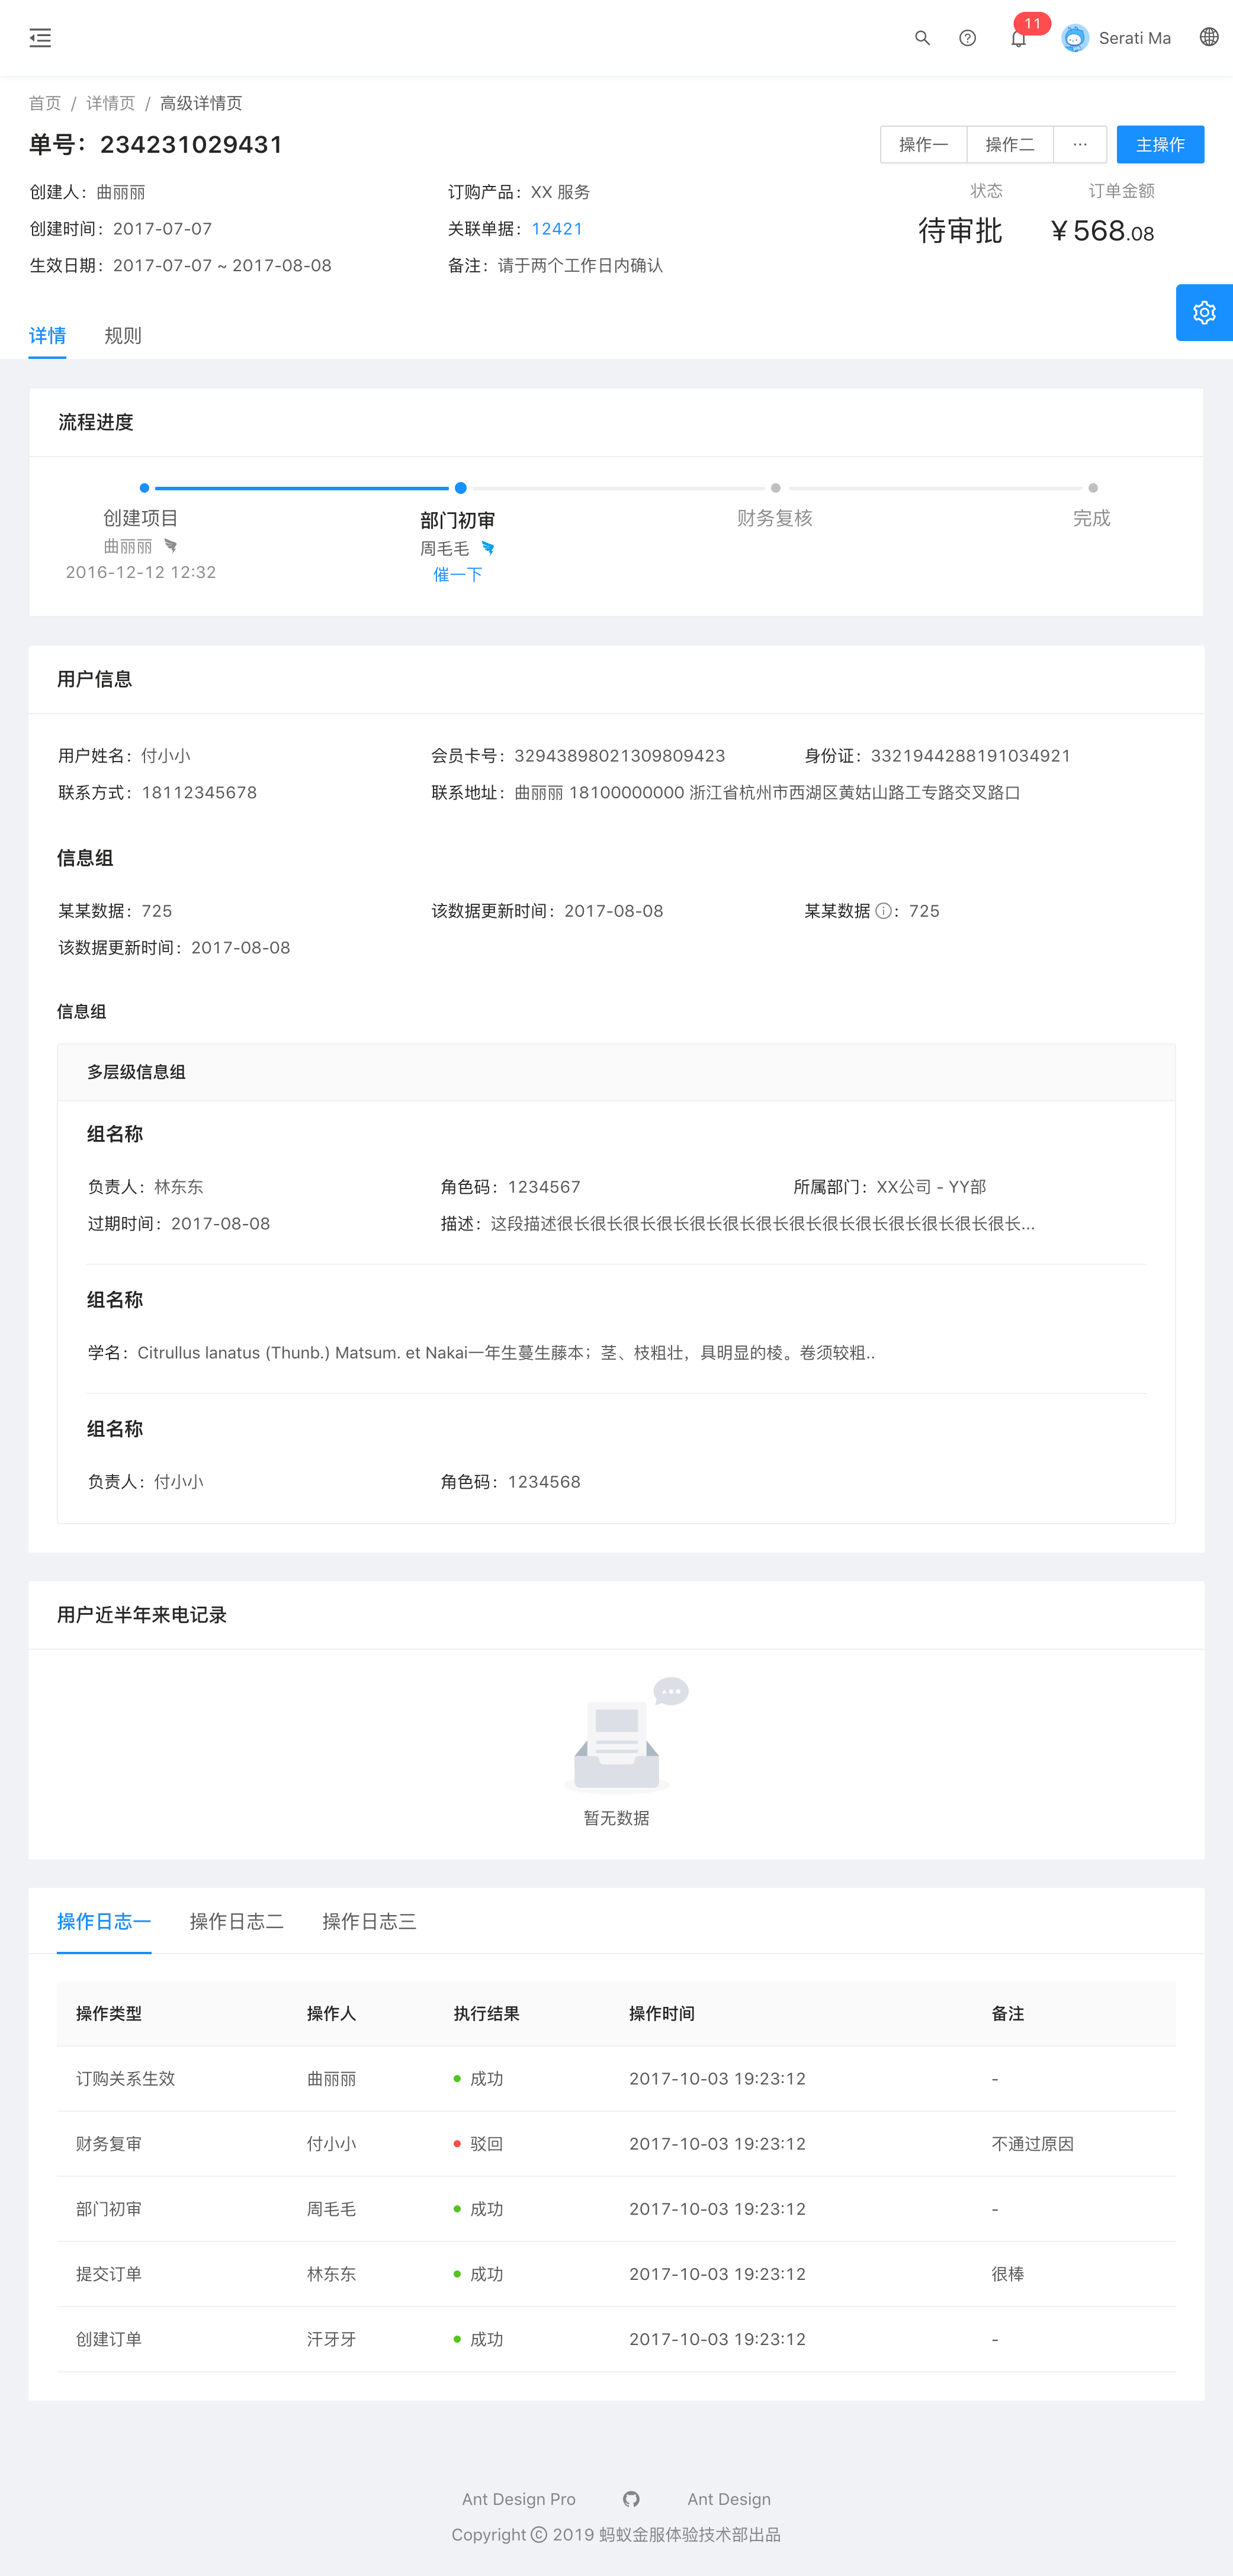 11
Serati Ma
首页 / 详情页 / 高级详情页
单号：234231029431
操作一 操作二 ··· 主操作
创建人：曲丽丽 订购产品：XX 服务
状态 订单金额
创建时间：2017-07-07 关联单据：12421
待审批 ￥568.08
生效日期：2017-07-07 ~ 2017-08-08 备注：请于两个工作日内确认
详情 规则
流程进度
创建项目 部门初审 财务复核 完成
曲丽丽 周毛毛
2016-12-12 12:32 催一下
用户信息
用户姓名：付小小 会员卡号：32943898021309809423 身份证：3321944288191034921
联系方式：18112345678 联系地址：曲丽丽 18100000000 浙江省杭州市西湖区黄姑山路工专路交叉路口
信息组
某某数据：725 该数据更新时间：2017-08-08 某某数据：725
该数据更新时间：2017-08-08
信息组
多层级信息组
组名称
负责人：林东东 角色码：1234567 所属部门：XX公司 - YY部
过期时间：2017-08-08 描述：这段描述很长很长很长很长很长很长很长很长很长很长很长很长很长很长...
组名称
学名：Citrullus lanatus (Thunb.) Matsum. et Nakai一年生蔓生藤本；茎、枝粗壮，具明显的棱。卷须较粗..
组名称
负责人：付小小 角色码：1234568
用户近半年来电记录
暂无数据
操作日志一 操作日志二 操作日志三
操作类型 操作人 执行结果 操作时间 备注
订购关系生效 曲丽丽 成功 2017-10-03 19:23:12 -
财务复审 付小小 驳回 2017-10-03 19:23:12 不通过原因
部门初审 周毛毛 成功 2017-10-03 19:23:12 -
提交订单 林东东 成功 2017-10-03 19:23:12 很棒
创建订单 汗牙牙 成功 2017-10-03 19:23:12 -
Ant Design Pro Ant Design
Copyright © 2019 蚂蚁金服体验技术部出品